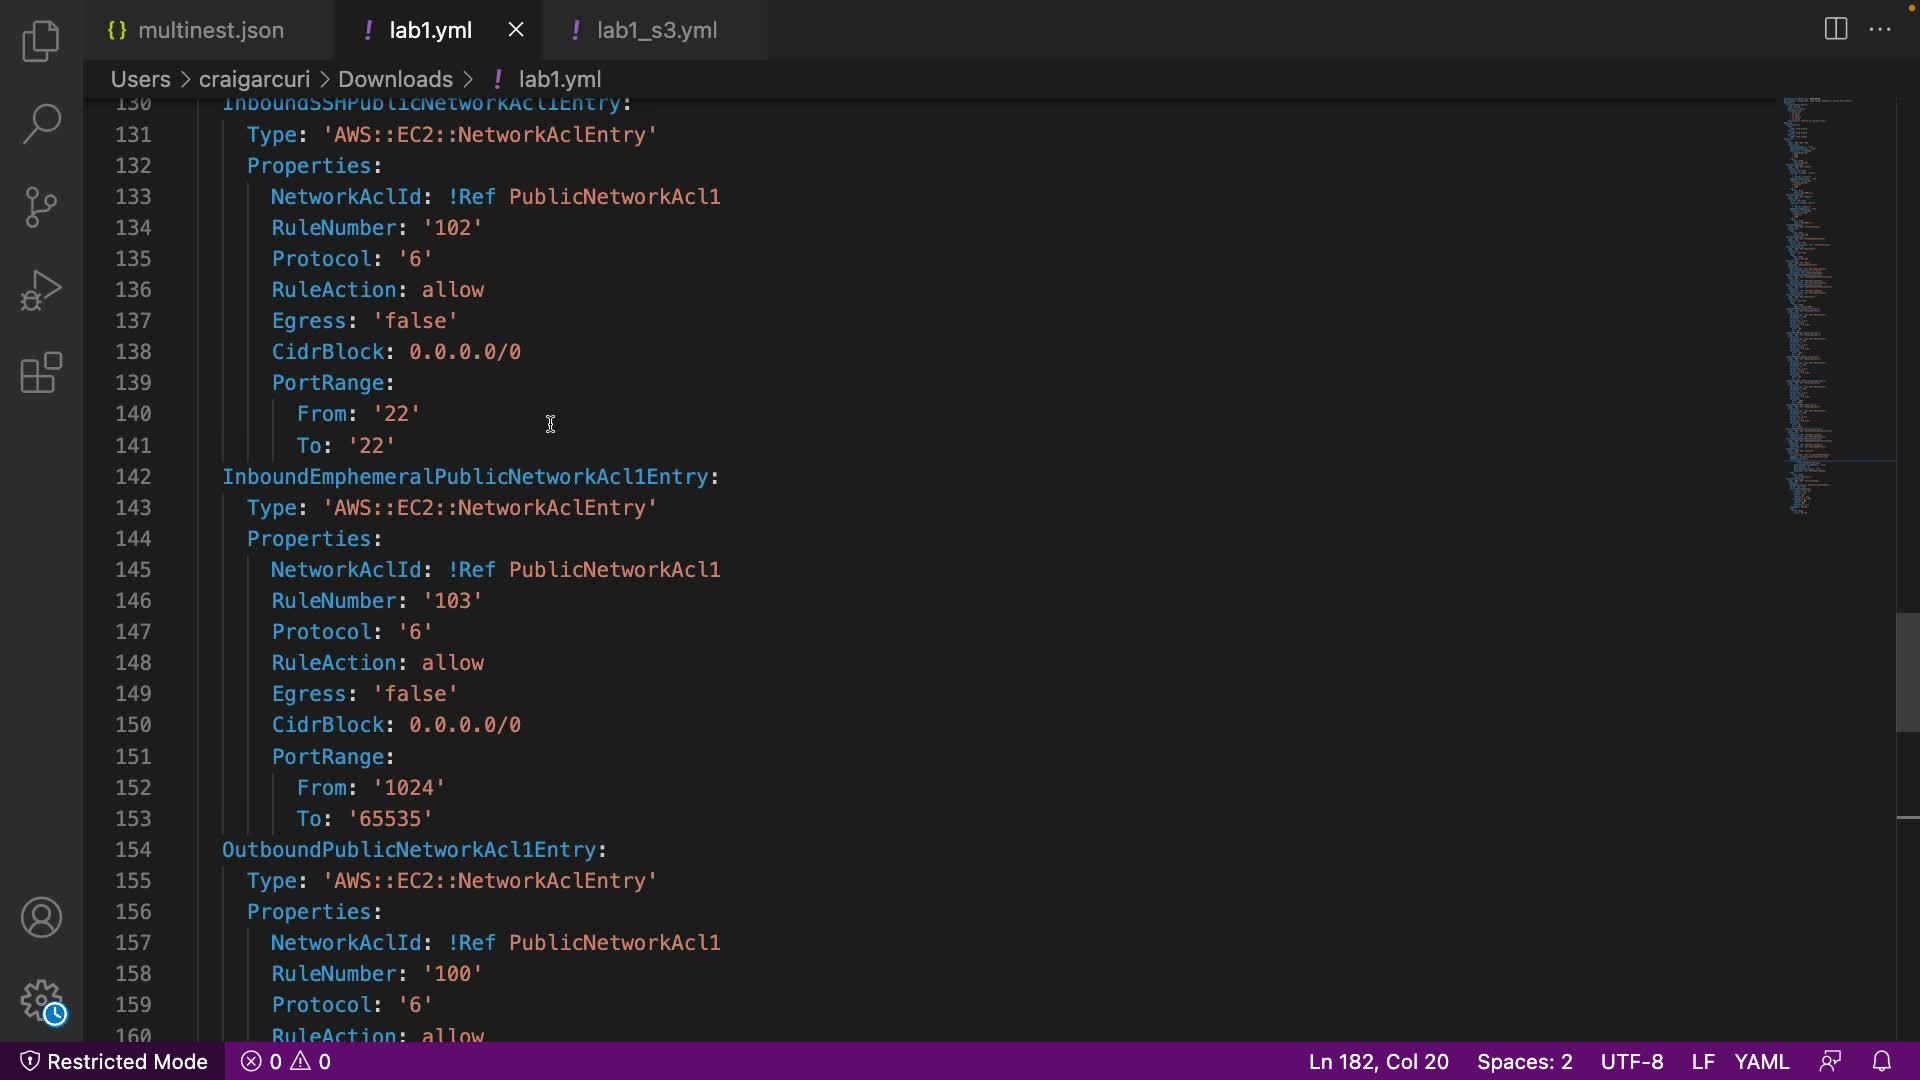 {} multinest.json
! lab1.yml
! lab1_s3.yml
Users > craigarcuri > Downloads > ! lab1.yml
130 InboundSSHPublicNetworkAcl1Entry:
131 Type: 'AWS::EC2::NetworkAclEntry'
132 Properties:
133 NetworkAclId: !Ref PublicNetworkAcl1
134 RuleNumber: '102'
135 Protocol: '6'
136 RuleAction: allow
137 Egress: 'false'
138 CidrBlock: 0.0.0.0/0
139 PortRange:
140 From: '22'
141 To: '22'
142 InboundEmphemeralPublicNetworkAcl1Entry:
143 Type: 'AWS::EC2::NetworkAclEntry'
144 Properties:
145 NetworkAclId: !Ref PublicNetworkAcl1
146 RuleNumber: '103'
147 Protocol: '6'
148 RuleAction: allow
149 Egress: 'false'
150 CidrBlock: 0.0.0.0/0
151 PortRange:
152 From: '1024'
153 To: '65535'
154 OutboundPublicNetworkAcl1Entry:
155 Type: 'AWS::EC2::NetworkAclEntry'
156 Properties:
157 NetworkAclId: !Ref PublicNetworkAcl1
158 RuleNumber: '100'
159 Protocol: '6'
160 RuleAction: allow
Restricted Mode 0 0 Ln 182, Col 20 Spaces: 2 UTF-8 LF YAML